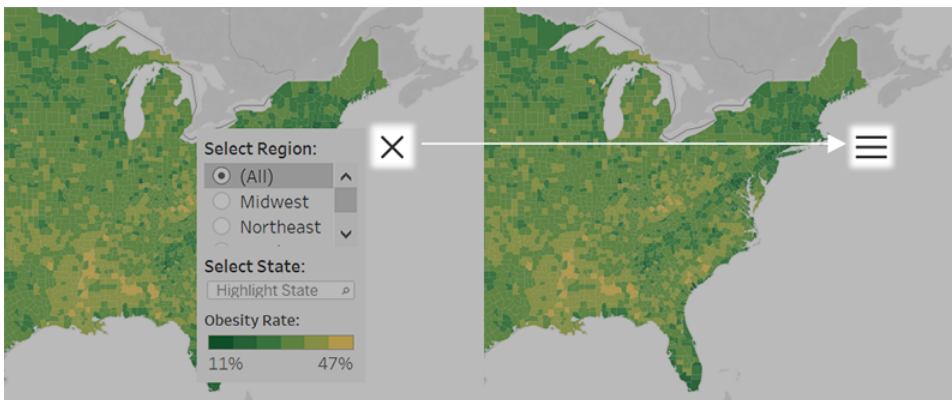 Select Region:
(All)
Midwest
Northeast
Select State:
Highlight State
Obesity Rate:
11% 47%